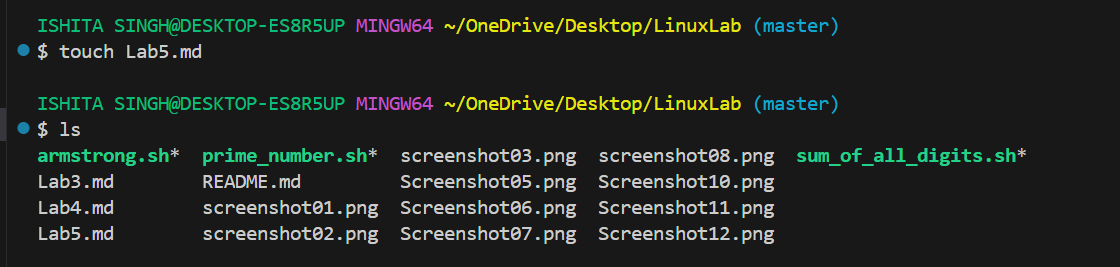 ISHITA SINGH@DESKTOP-ES8R5UP MINGW64 ~/OneDrive/Desktop/LinuxLab (master)
$ touch Lab5.md
ISHITA SINGH@DESKTOP-ES8R5UP MINGW64 ~/OneDrive/Desktop/LinuxLab (master)
$ ls
armstrong.sh* prime_number.sh* screenshot03.png screenshot08.png sum_of_all_digits.sh*
Lab3.md README.md Screenshot05.png Screenshot10.png
Lab4.md screenshot01.png Screenshot06.png Screenshot11.png
Lab5.md screenshot02.png Screenshot07.png Screenshot12.png